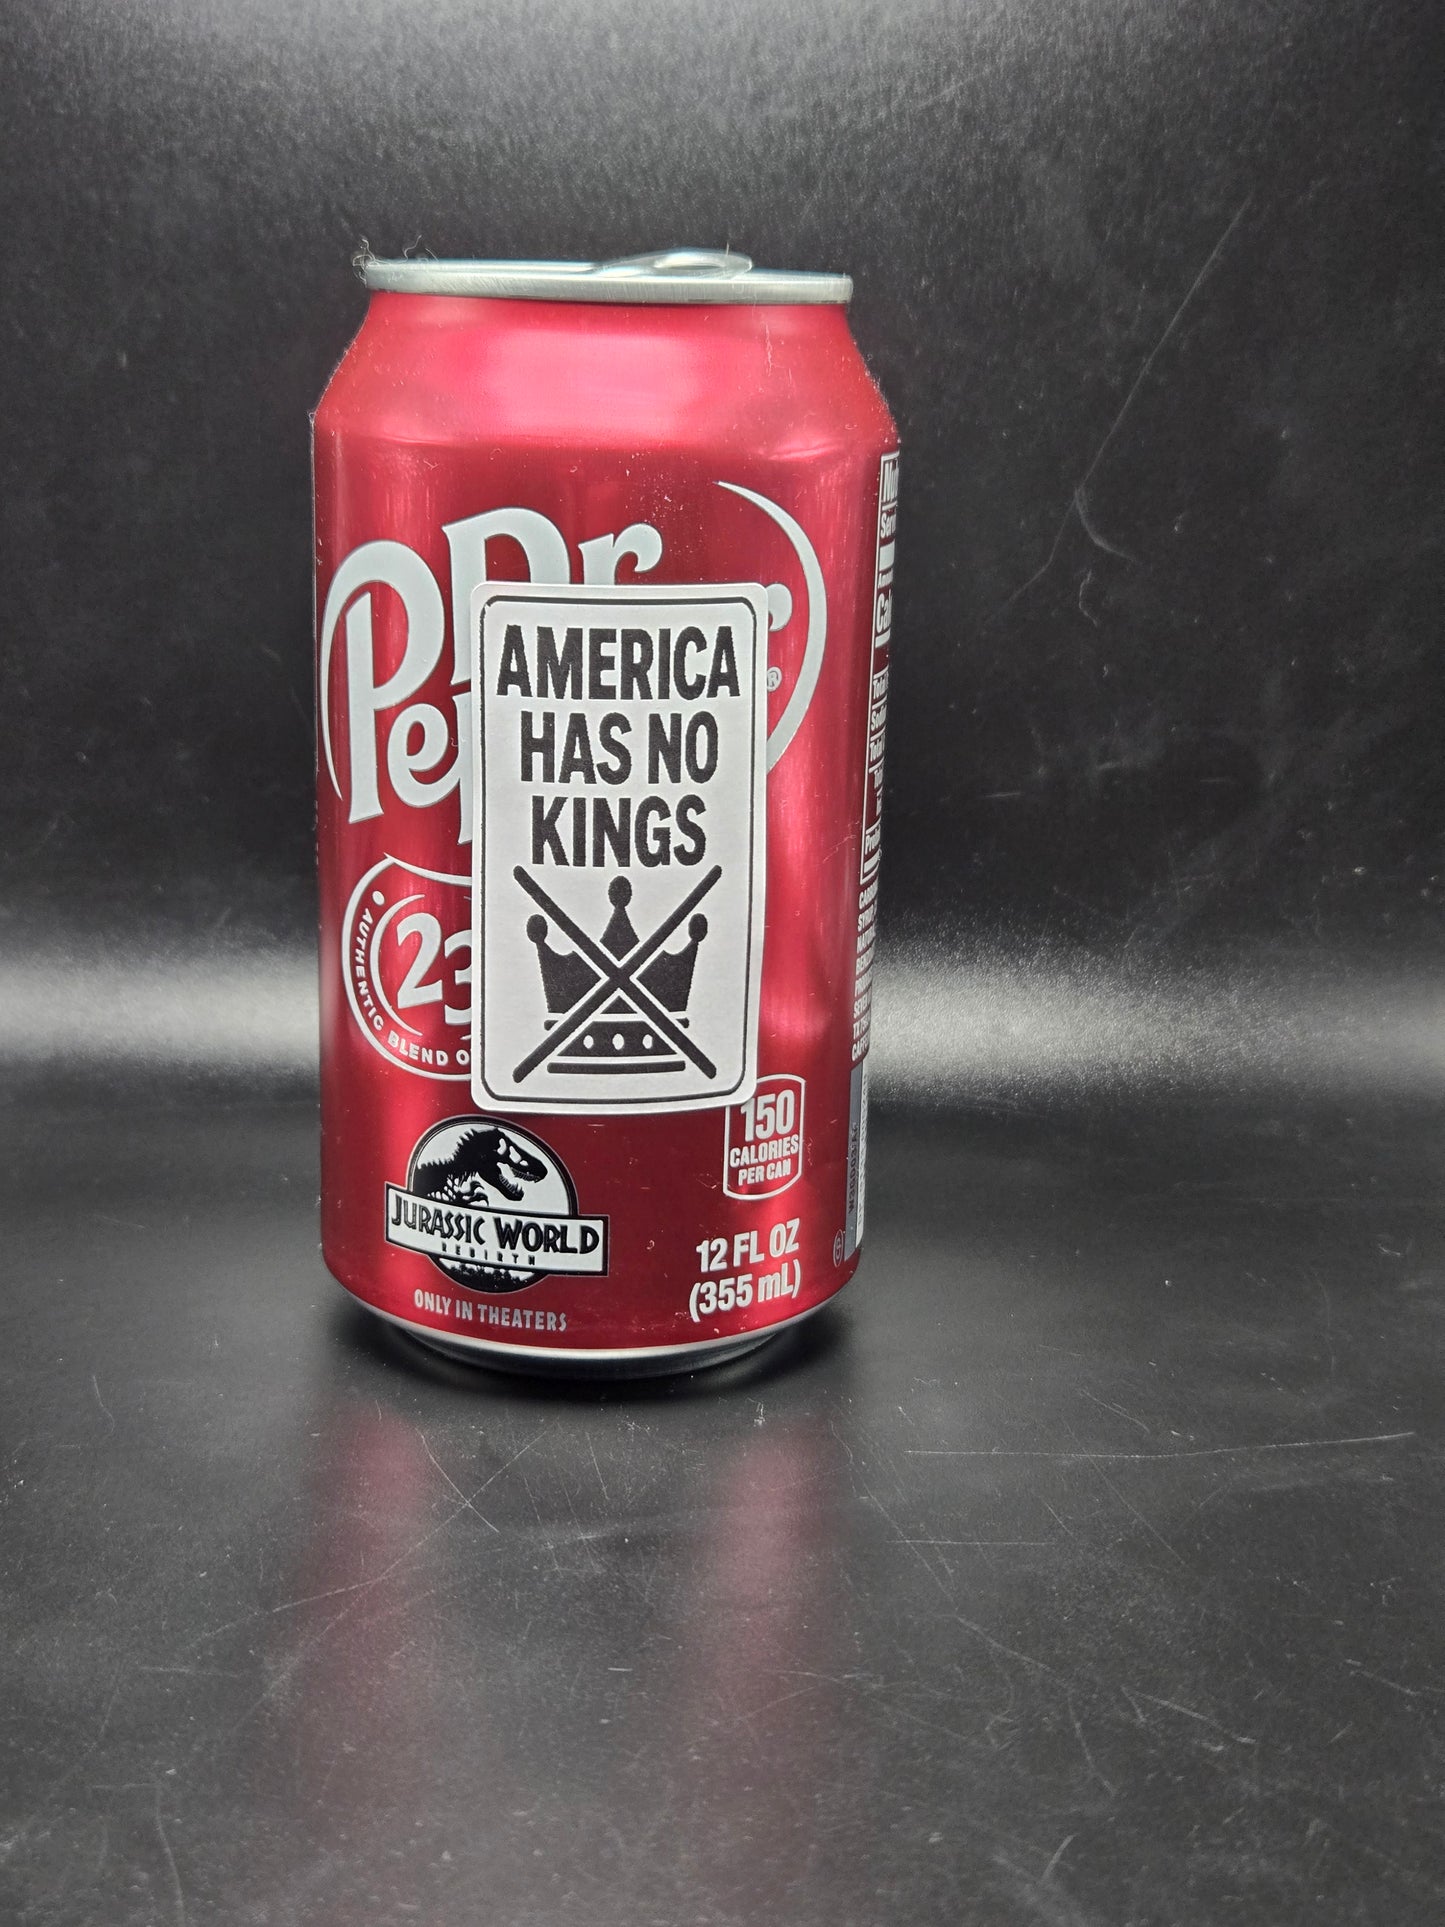 Dr
Pe
®
AMERICA
HAS NO
KINGS
23
AUTHENTIC BLEND O
150
CALORIES
PER CAN
JURASSIC WORLD
REBIRTH
ONLY IN THEATERS
12 FL OZ
(355 mL)